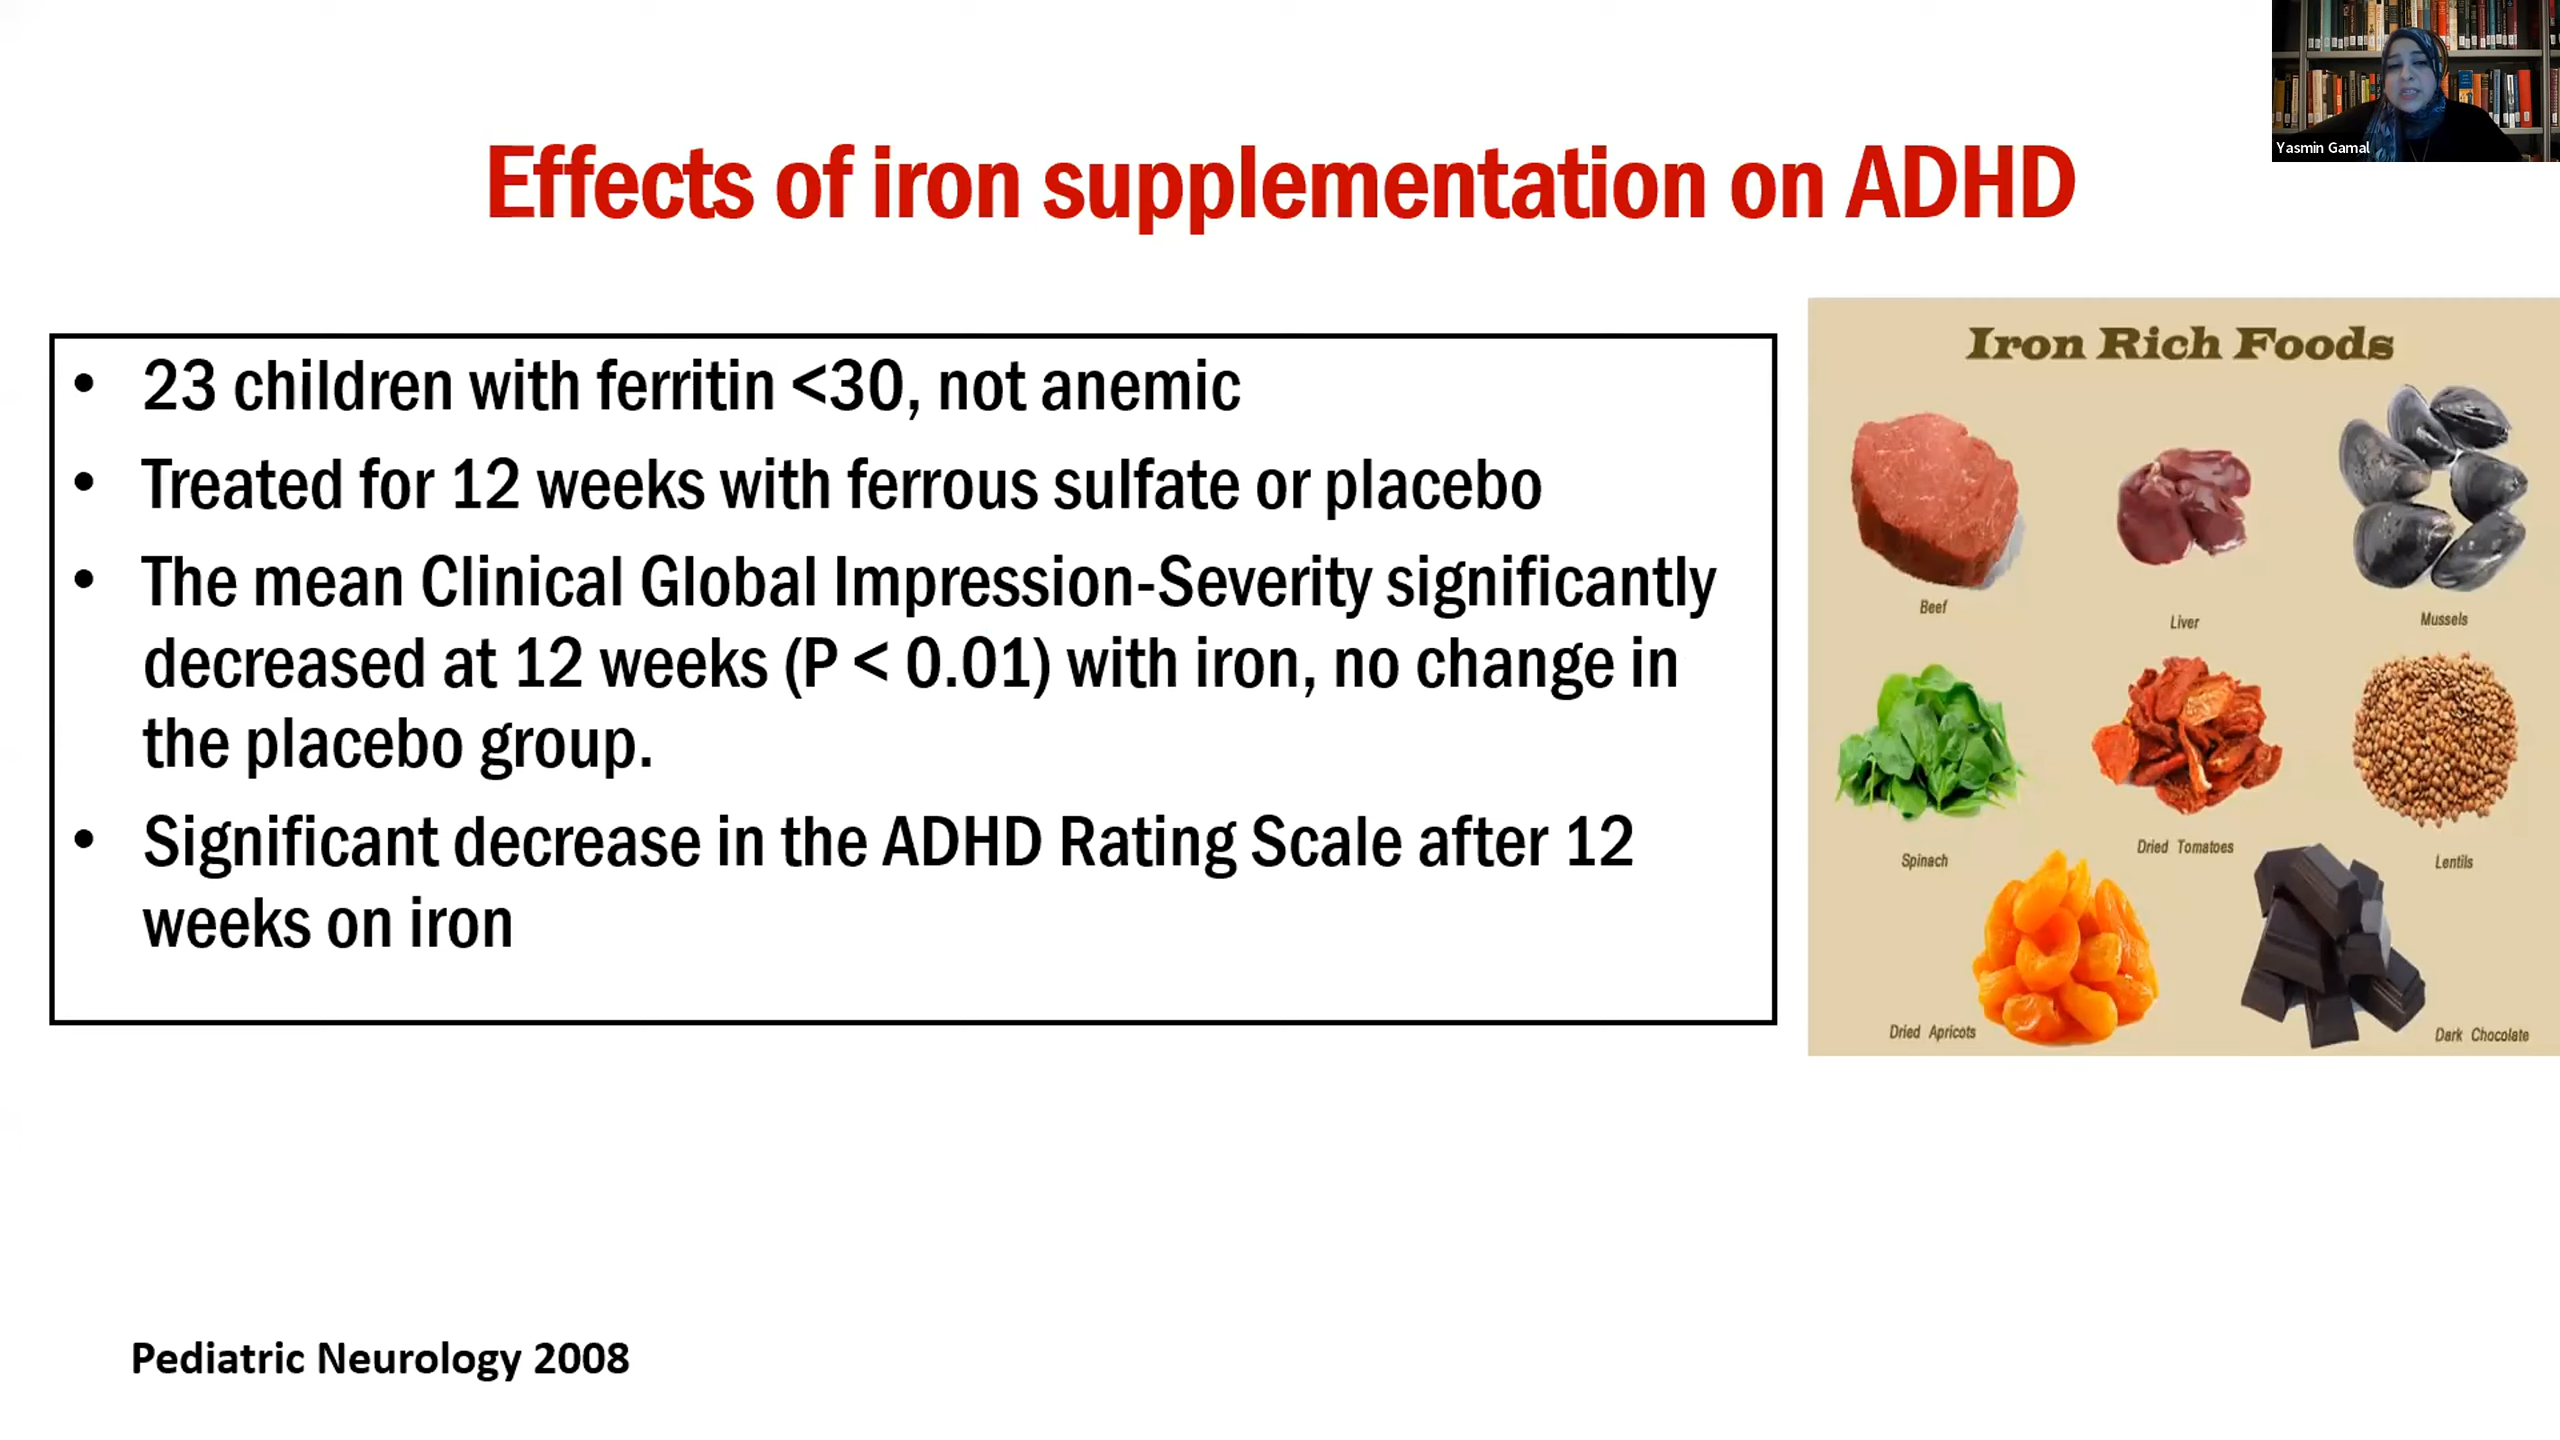 Yasmin Gamal
Effects of iron supplementation on ADHD
• 23 children with ferritin <30, not anemic
• Treated for 12 weeks with ferrous sulfate or placebo
• The mean Clinical Global Impression-Severity significantly
decreased at 12 weeks (P < 0.01) with iron, no change in
the placebo group.
• Significant decrease in the ADHD Rating Scale after 12
weeks on iron
Iron Rich Foods
Beef
Liver
Mussels
Spinach
Dried Tomatoes
Lentils
Dried Apricots
Dark Chocolate
Pediatric Neurology 2008